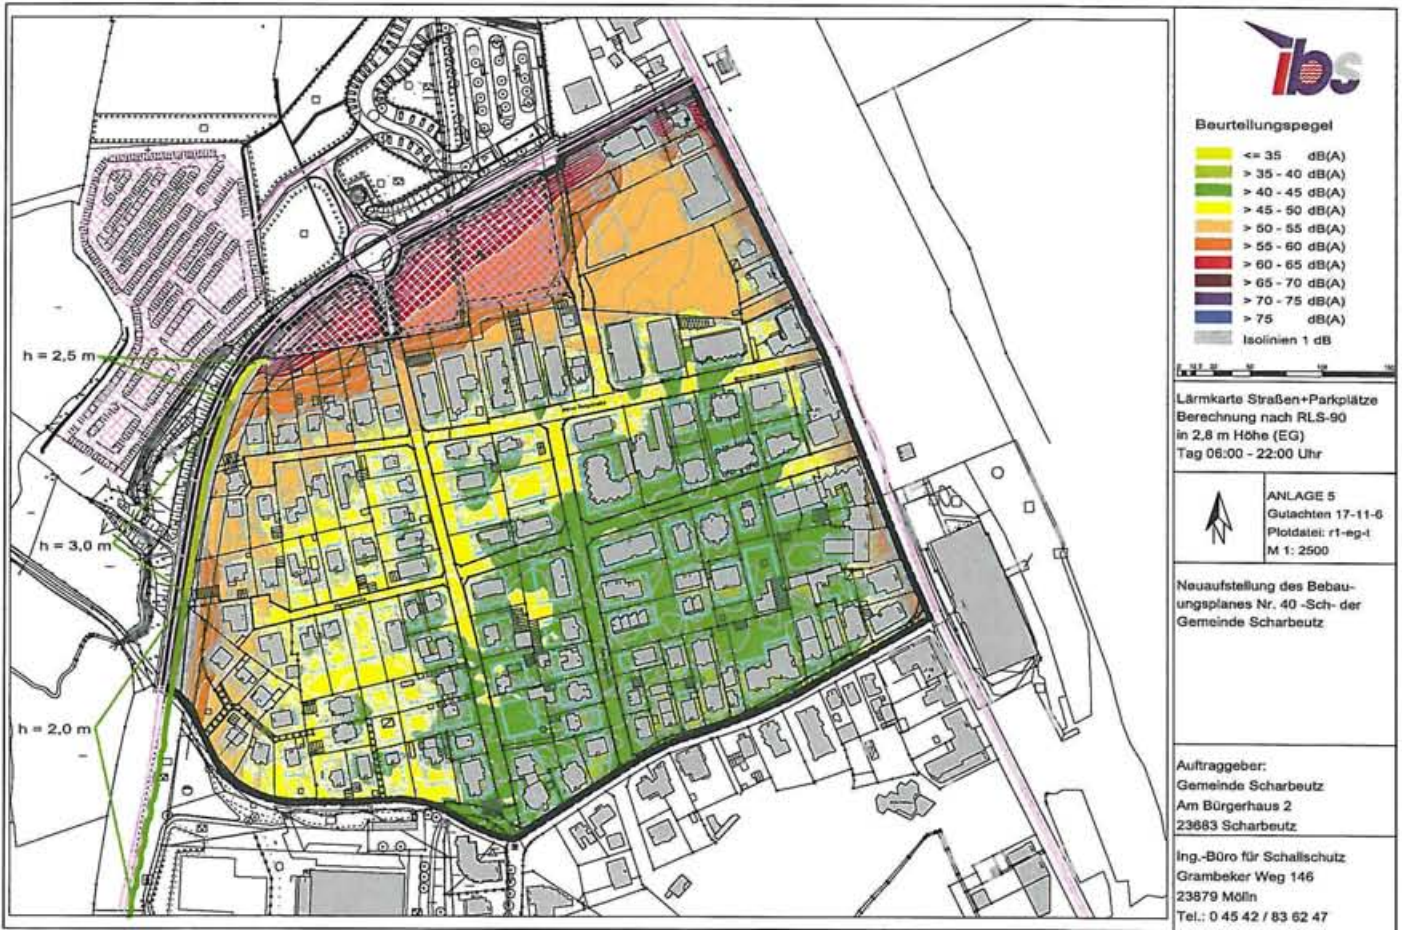 ibs
Beurteilungspegel
<= 35 dB(A)
> 35 - 40 dB(A)
> 40 - 45 dB(A)
> 45 - 50 dB(A)
> 50 - 55 dB(A)
> 55 - 60 dB(A)
> 60 - 65 dB(A)
> 65 - 70 dB(A)
> 70 - 75 dB(A)
> 75 dB(A)
Isolinien 1 dB
Lärmkarte Straßen+Parkplätze
Berechnung nach RLS-90
in 2,8 m Höhe (EG)
Tag 06:00 - 22:00 Uhr
ANLAGE 5
Gutachten 17-11-6
Plotdatei: r1-eg-t
M 1: 2500
Neuaufstellung des Bebau-
ungsplanes Nr. 40 -Sch- der
Gemeinde Scharbeutz
Auftraggeber:
Gemeinde Scharbeutz
Am Bürgerhaus 2
23683 Scharbeutz
Ing.-Büro für Schallschutz
Grambeker Weg 146
23879 Mölln
Tel.: 0 45 42 / 83 62 47
h = 2,5 m
h = 3,0 m
h = 2,0 m